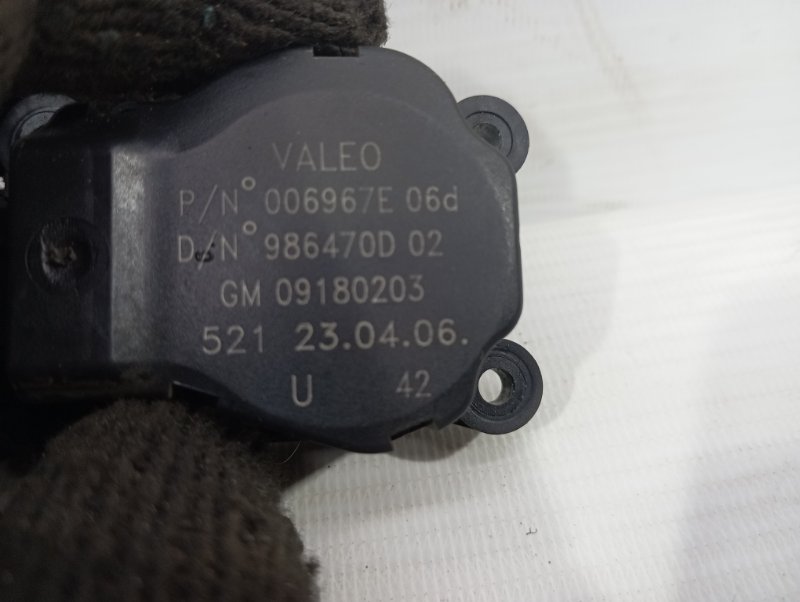 VALEO
P/N° 006967E 06d
D/N° 986470D 02
GM 09180203
521 23.04.06.
U 42